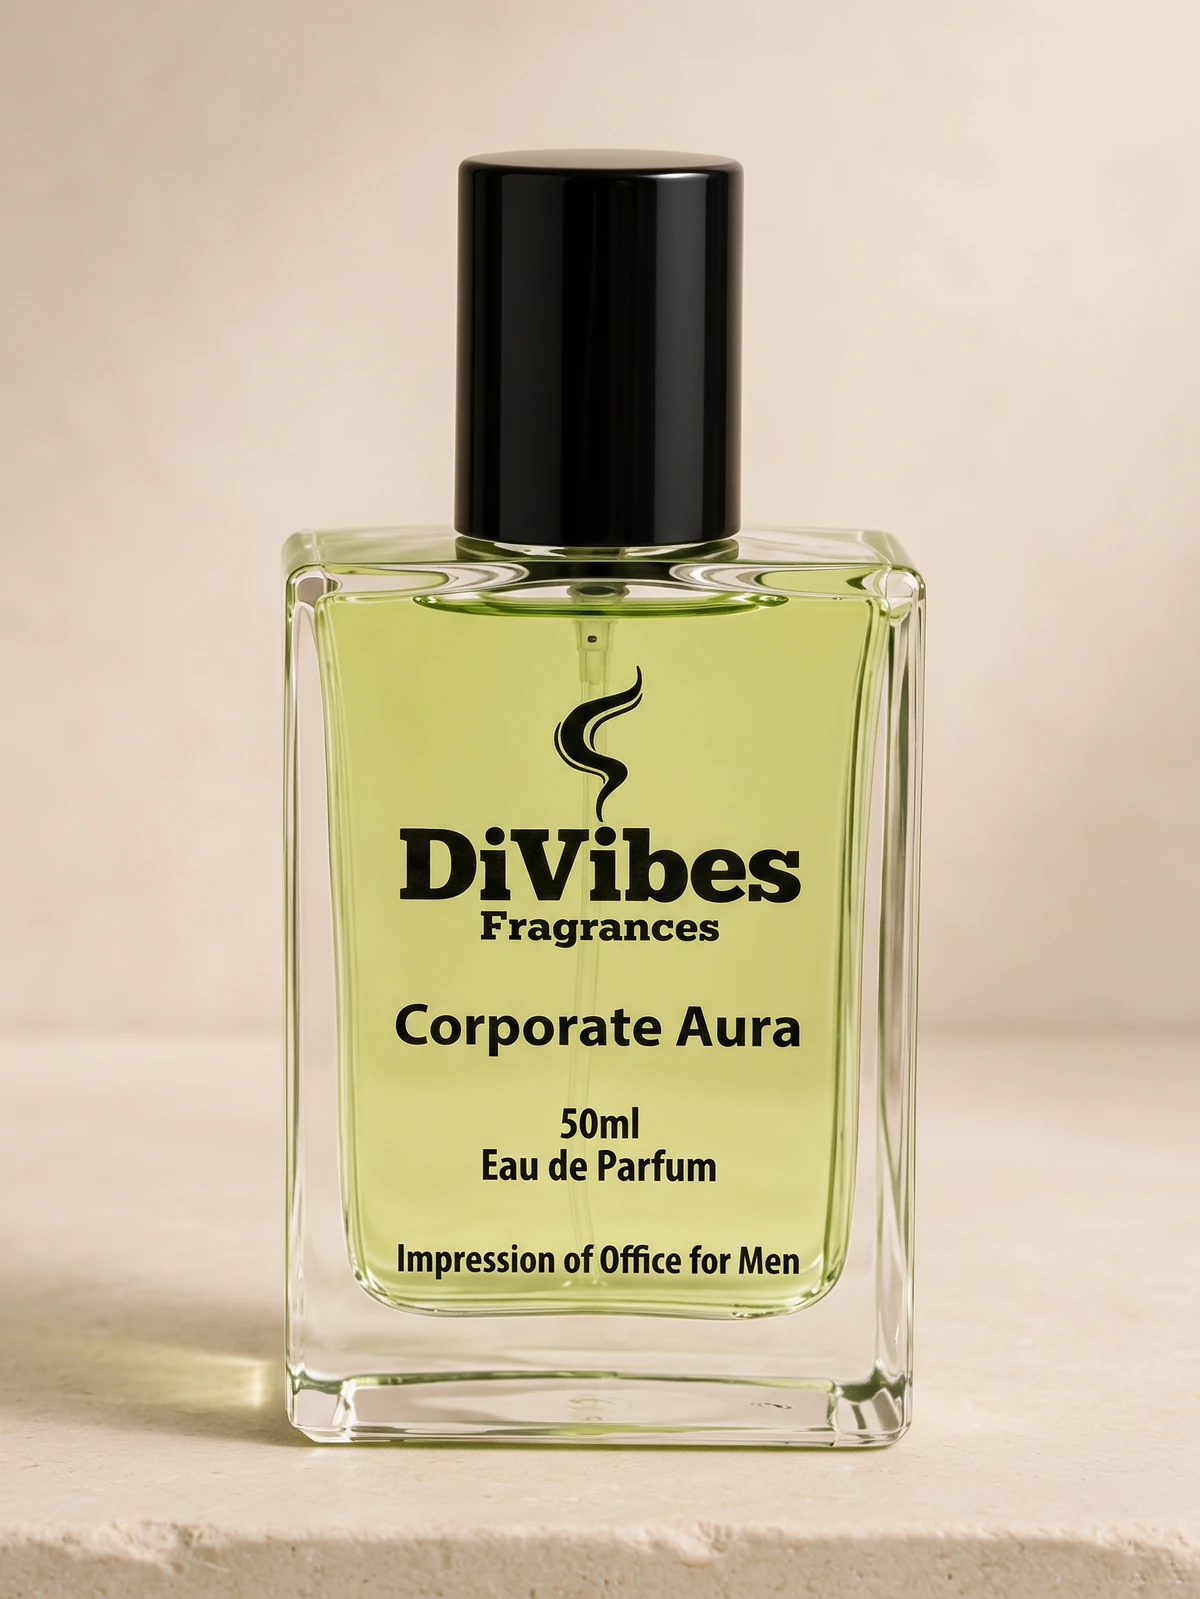 DiVibes
Fragrances
Corporate Aura
50ml
Eau de Parfum
Impression of Office for Men